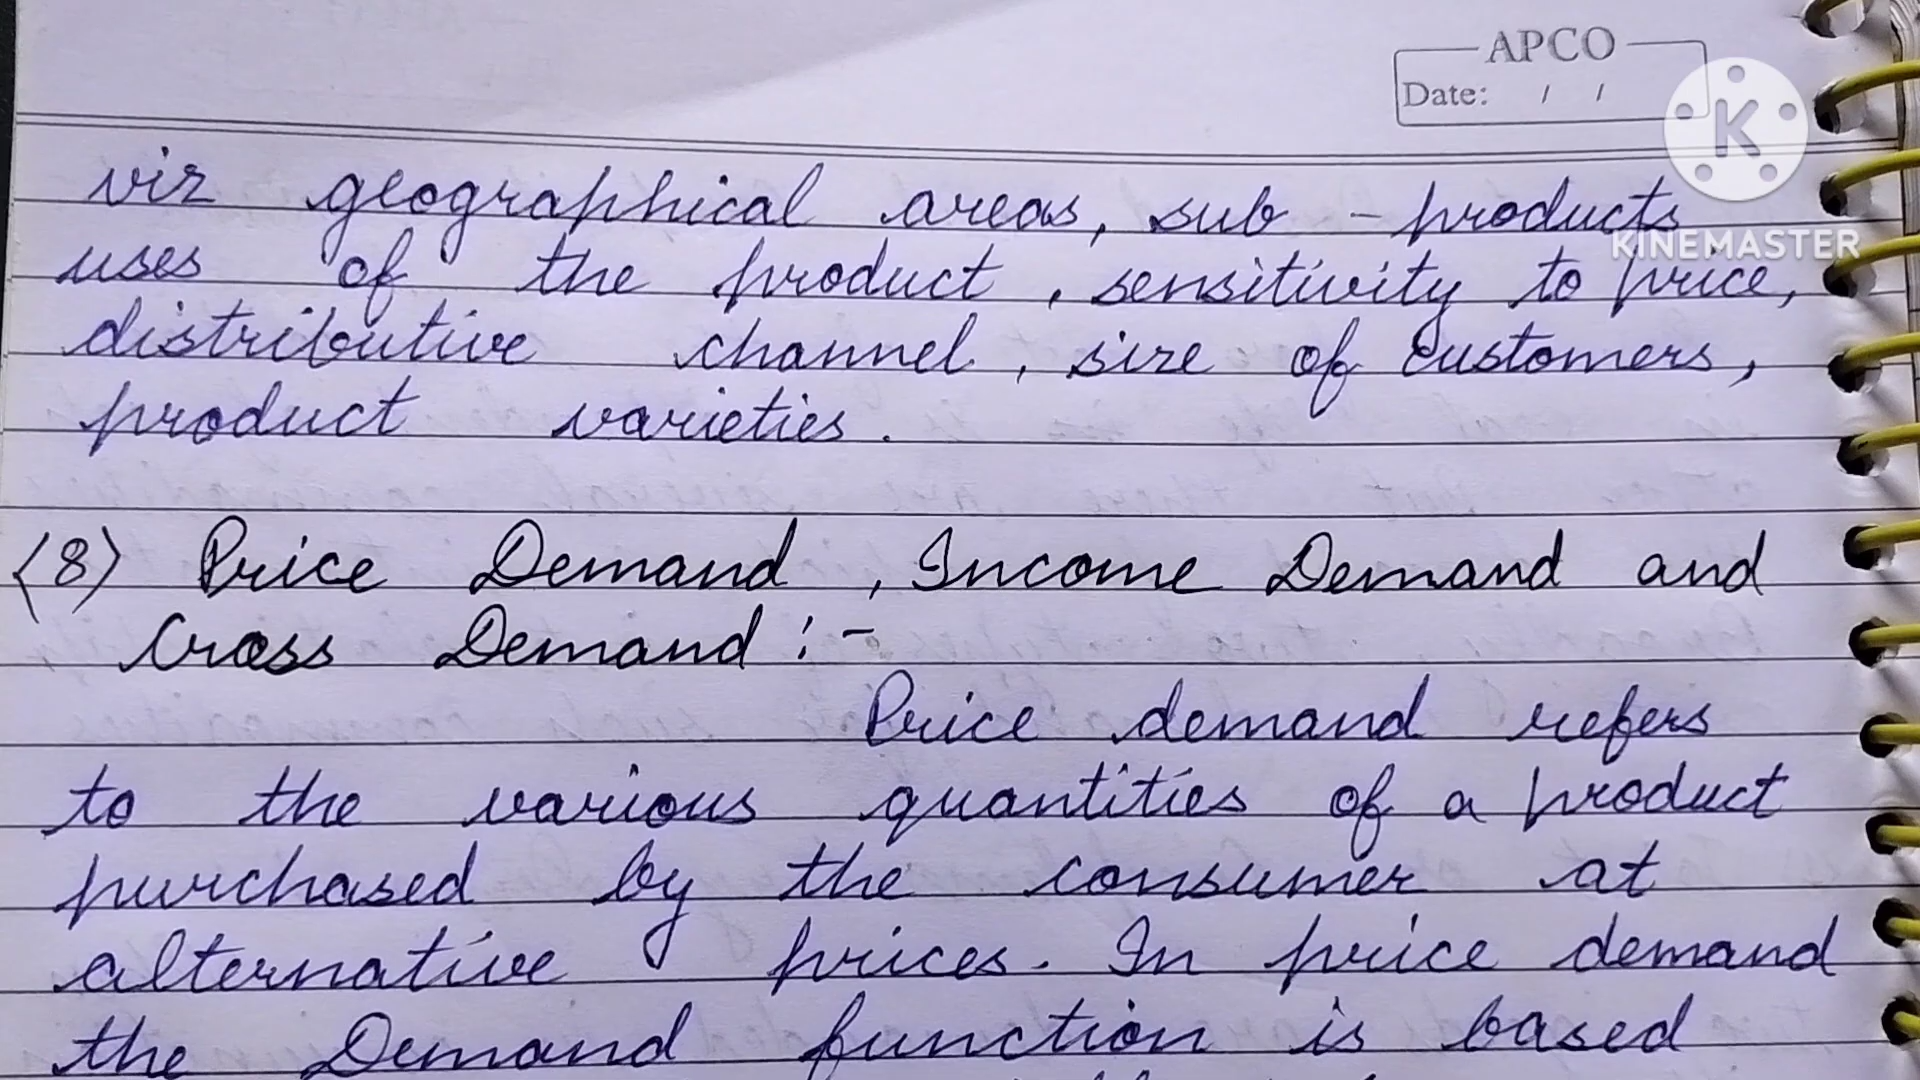 APCO
Date: / /
K
KINEMASTER
viz geographical areas, sub - products
uses of the product, sensitivity to price,
distributive channel, size of customers,
product varieties.
(8) Price Demand, Income Demand and
Cross Demand :-
Price demand refers
to the various quantities of a product
purchased by the consumer at
alternative prices. In price demand
the Demand function is based